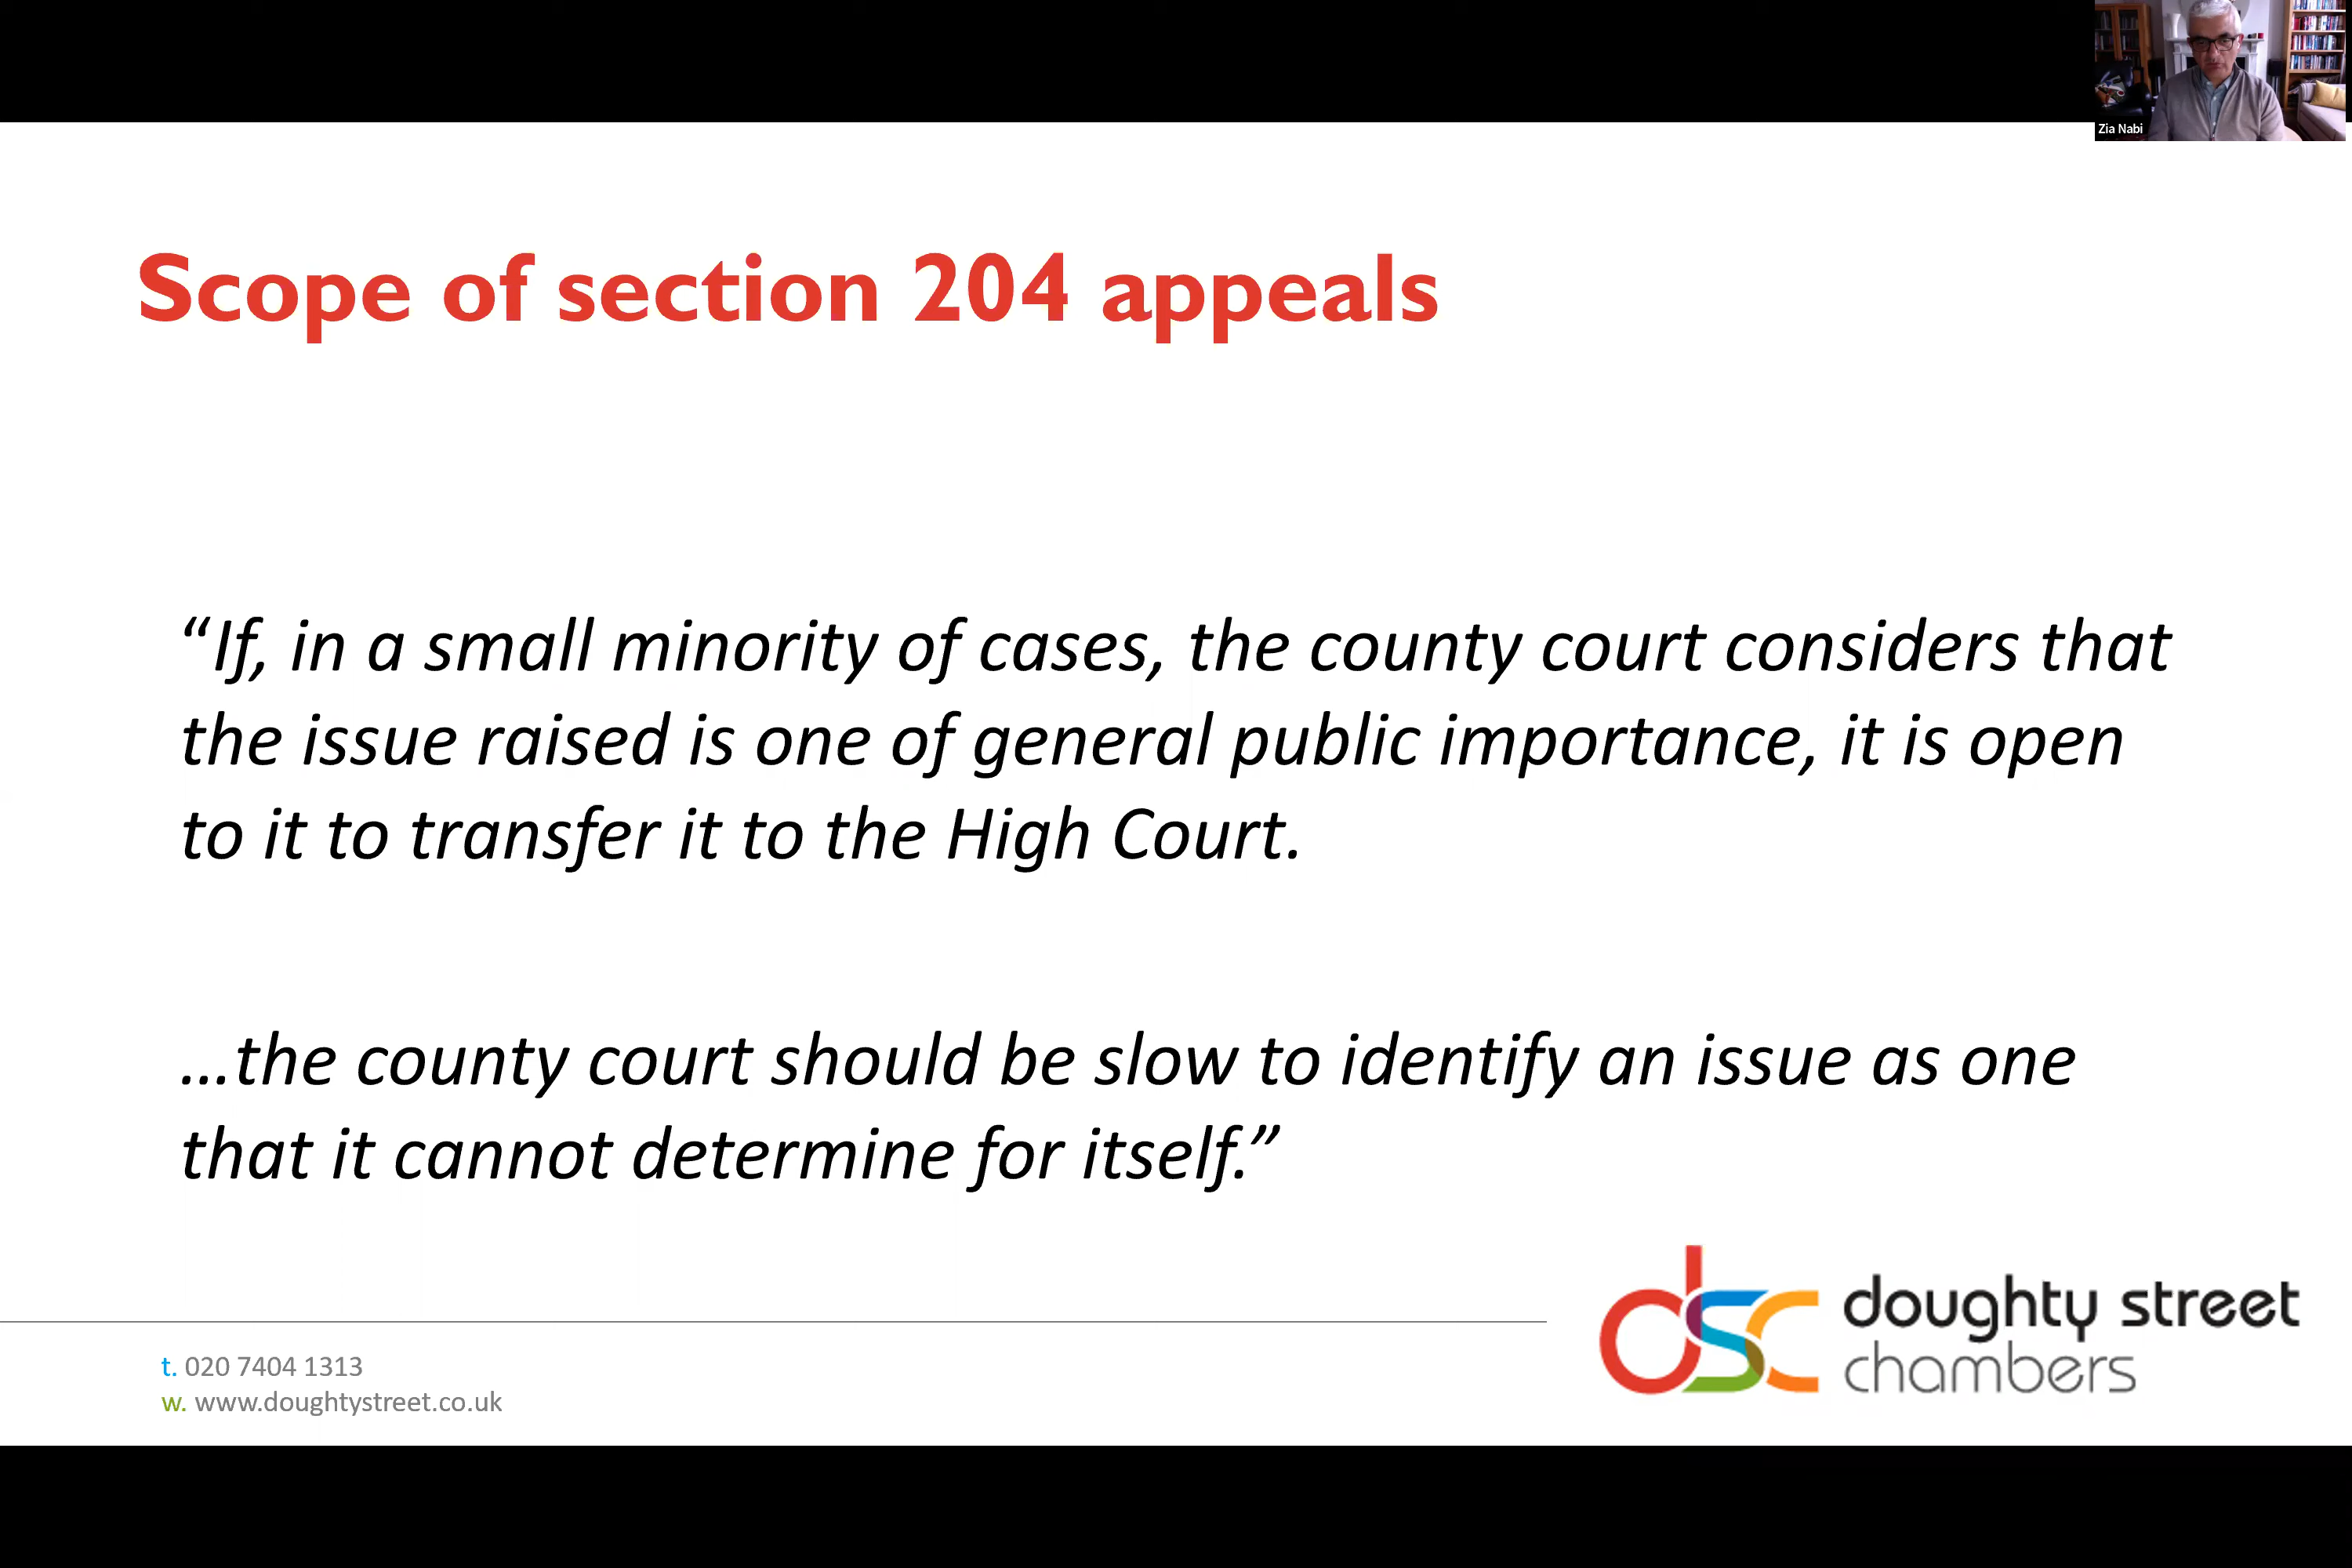 Zia Nabi
Scope of section 204 appeals
“If, in a small minority of cases, the county court considers that
the issue raised is one of general public importance, it is open
to it to transfer it to the High Court.
…the county court should be slow to identify an issue as one
that it cannot determine for itself.”
dsc doughty street
chambers
t. 020 7404 1313
w. www.doughtystreet.co.uk